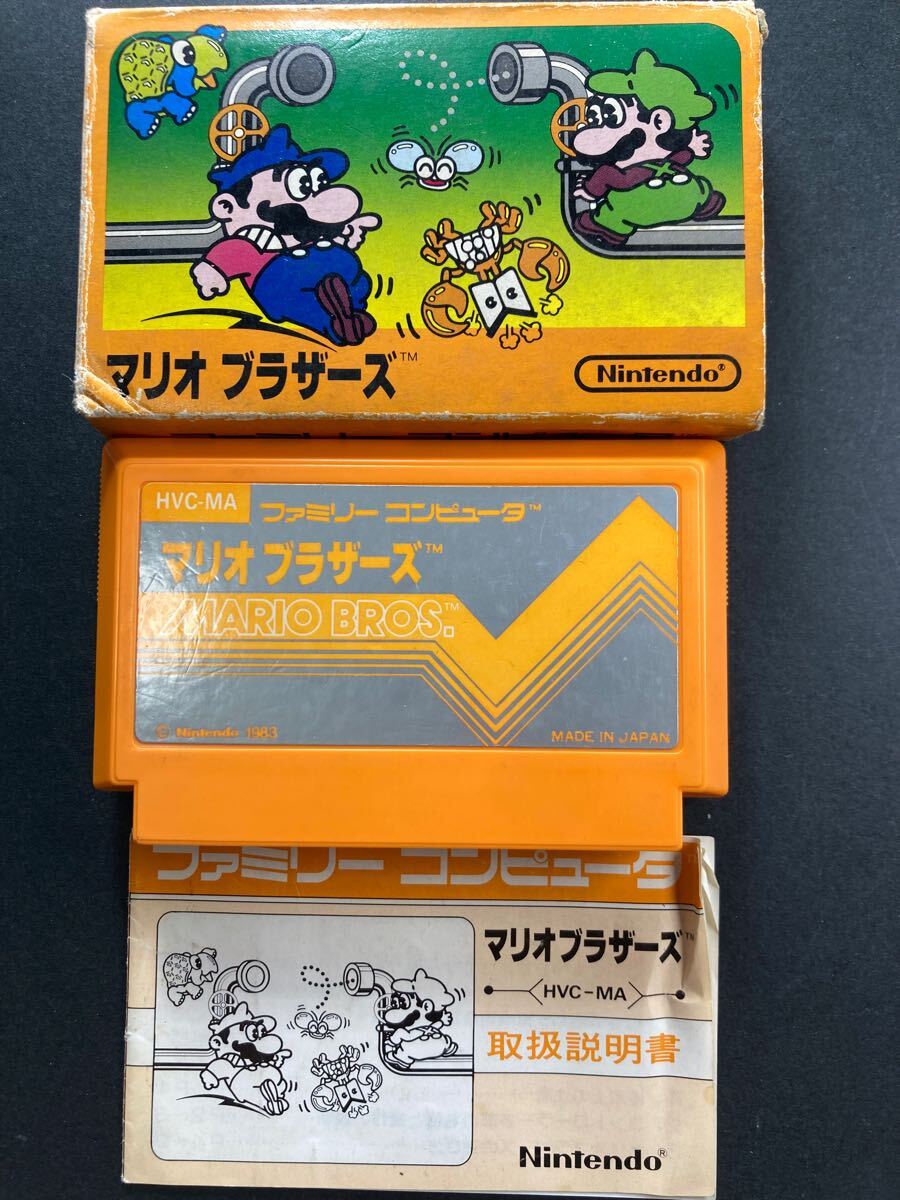 マリオ ブラザーズ™
Nintendo®
HVC-MA
ファミリー コンピュータ™
マリオ ブラザーズ™
MARIO BROS.™
© Nintendo 1983
MADE IN JAPAN
ファミリー コンピュータ
マリオブラザーズ™
HVC-MA
取扱説明書
Nintendo®